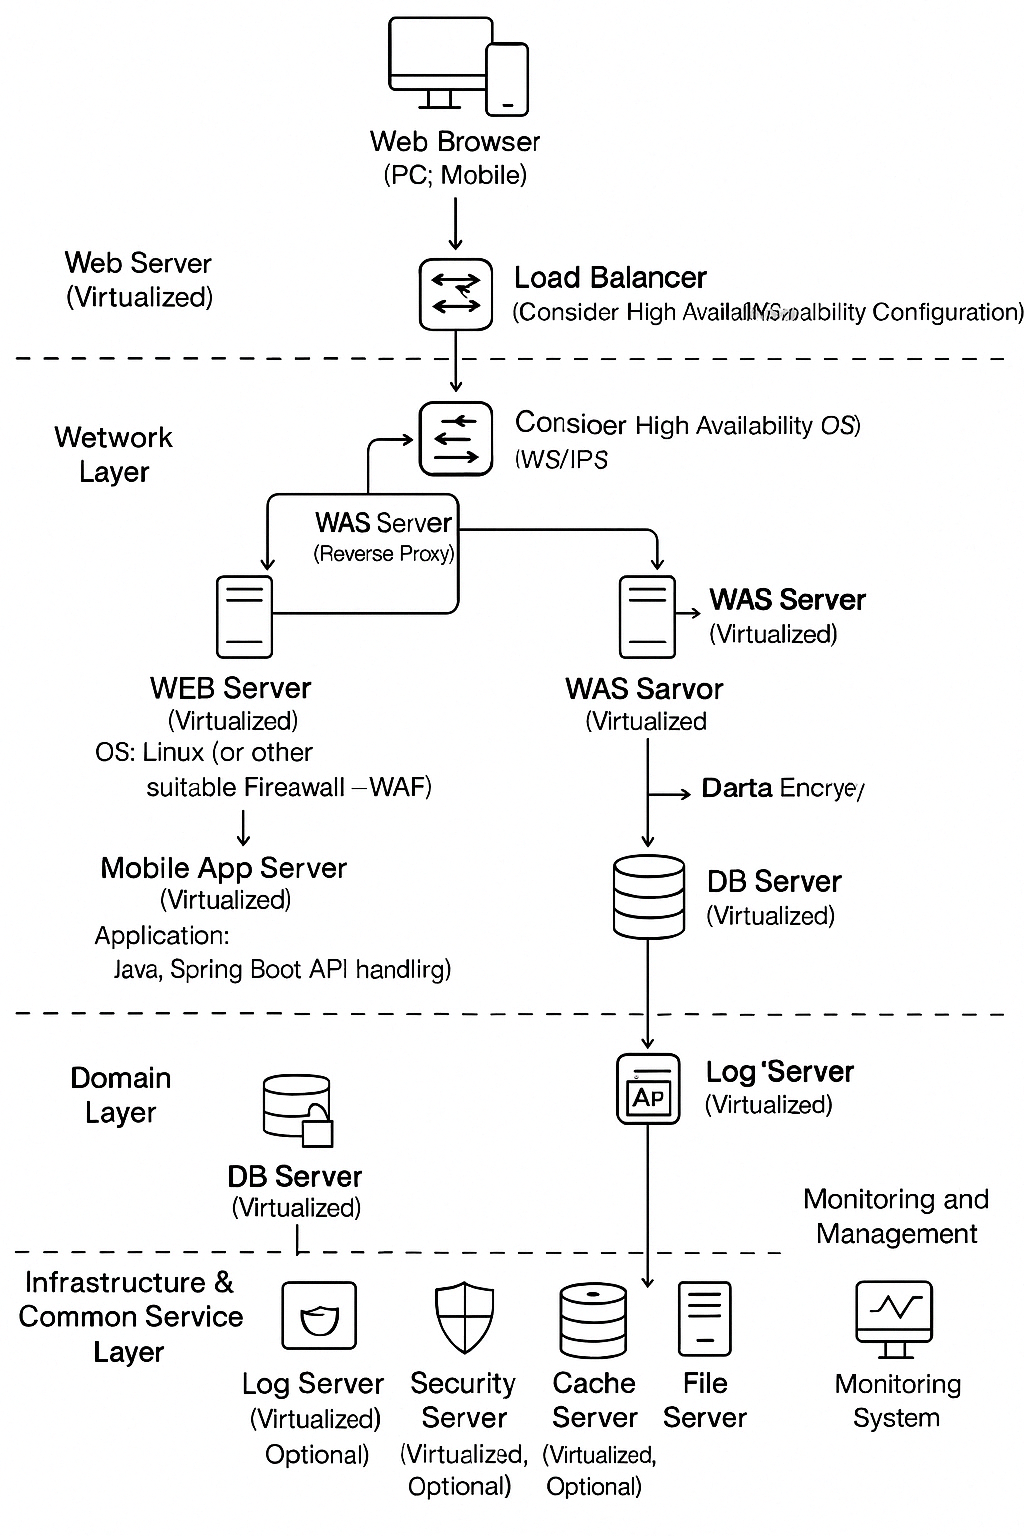 Web Browser
(PC; Mobile)
Web Server
(Virtualized)
Load Balancer
(Consider High Configuration)
Wetwork
Layer
Consioer High Availability OS)
(WS/IPS
WAS Server
(Reverse Proxy)
WAS Server
(Virtualized)
WEB Server
(Virtualized)
OS: Linux (or other
suitable Fireawall –WAF)
WAS Sarvor
(Virtualized
Darta Encrye/
Mobile App Server
(Virtualized)
Application:
Java, Spring Boot API handlirg)
DB Server
(Virtualized)
Domain
Layer
Log 'Server
(Virtualized)
AP
DB Server
(Virtualized)
Monitoring and
Management
Infrastructure &
Common Service
Layer
Log Server
(Virtualized)
Optional)
Security
Server
(Virtualized,
Optional)
Cache
Server
(Virtualized,
Optional)
File
Server
Monitoring
System